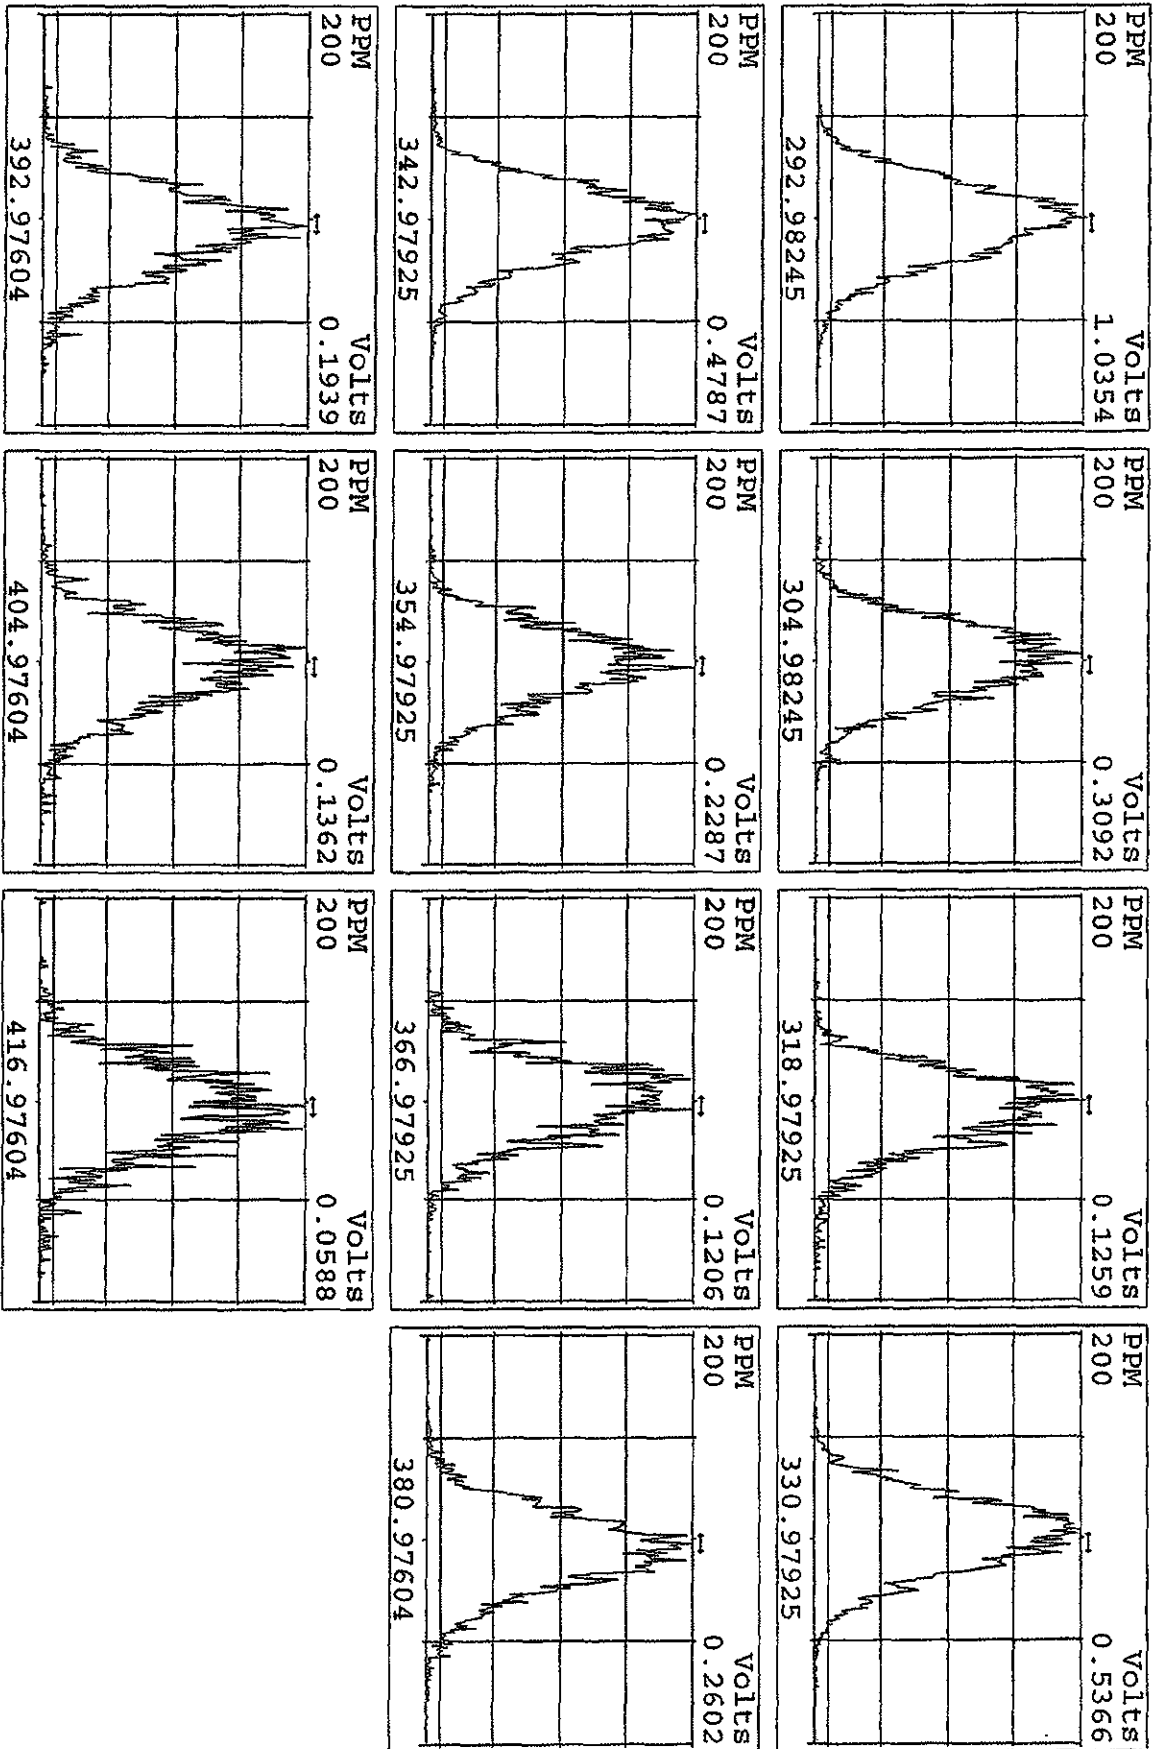 PPM Volts
200 1.0354
292.98245
PPM Volts
200 0.3092
304.98245
PPM Volts
200 0.1259
318.97925
PPM Volts
200 0.5366
330.97925
PPM Volts
200 0.4787
342.97925
PPM Volts
200 0.2287
354.97925
PPM Volts
200 0.1206
366.97925
PPM Volts
200 0.2602
380.97604
PPM Volts
200 0.1939
392.97604
PPM Volts
200 0.1362
404.97604
PPM Volts
200 0.0588
416.97604